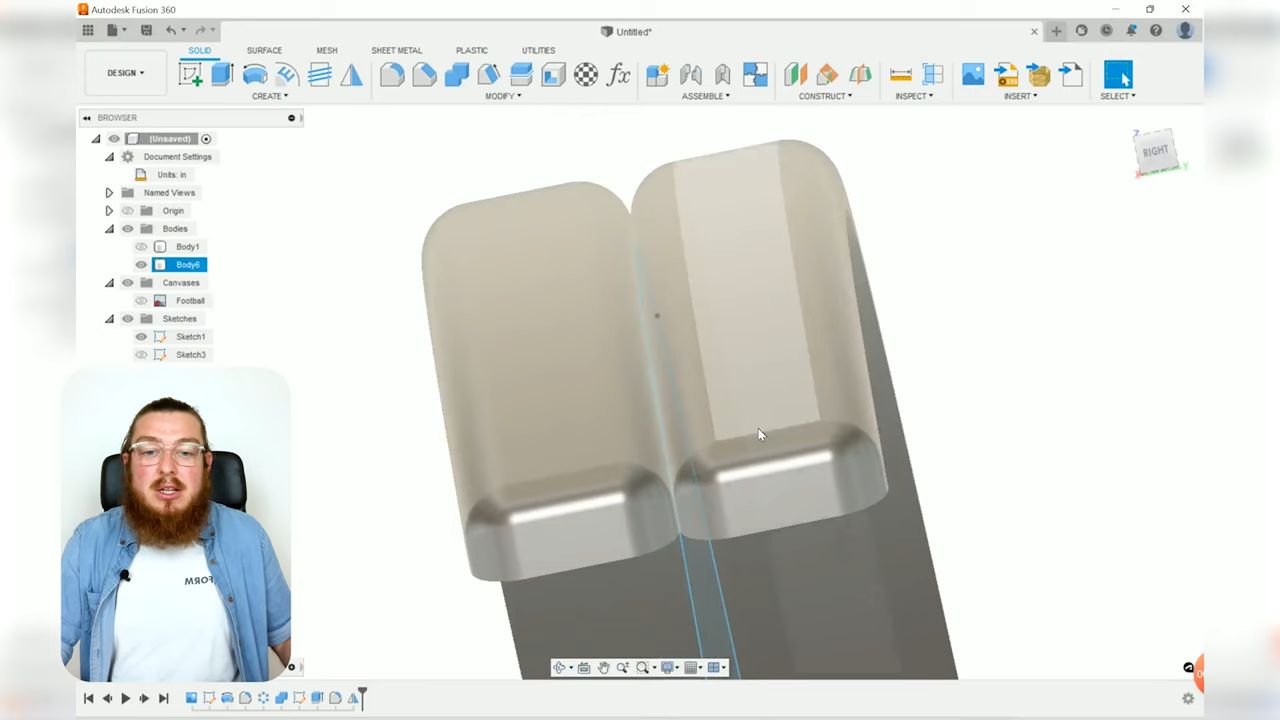 Autodesk Fusion 360
Untitled*
SOLID SURFACE MESH SHEET METAL PLASTIC UTILITIES
DESIGN ▾
CREATE ▾ MODIFY ▾ ASSEMBLE ▾ CONSTRUCT ▾ INSPECT ▾ INSERT ▾ SELECT ▾
BROWSER
(Unsaved)
Document Settings
Units: in
Named Views
Origin
Bodies
Body1
Body6
Canvases
Football
Sketches
Sketch1
Sketch3
Z
RIGHT
X
Y
fx